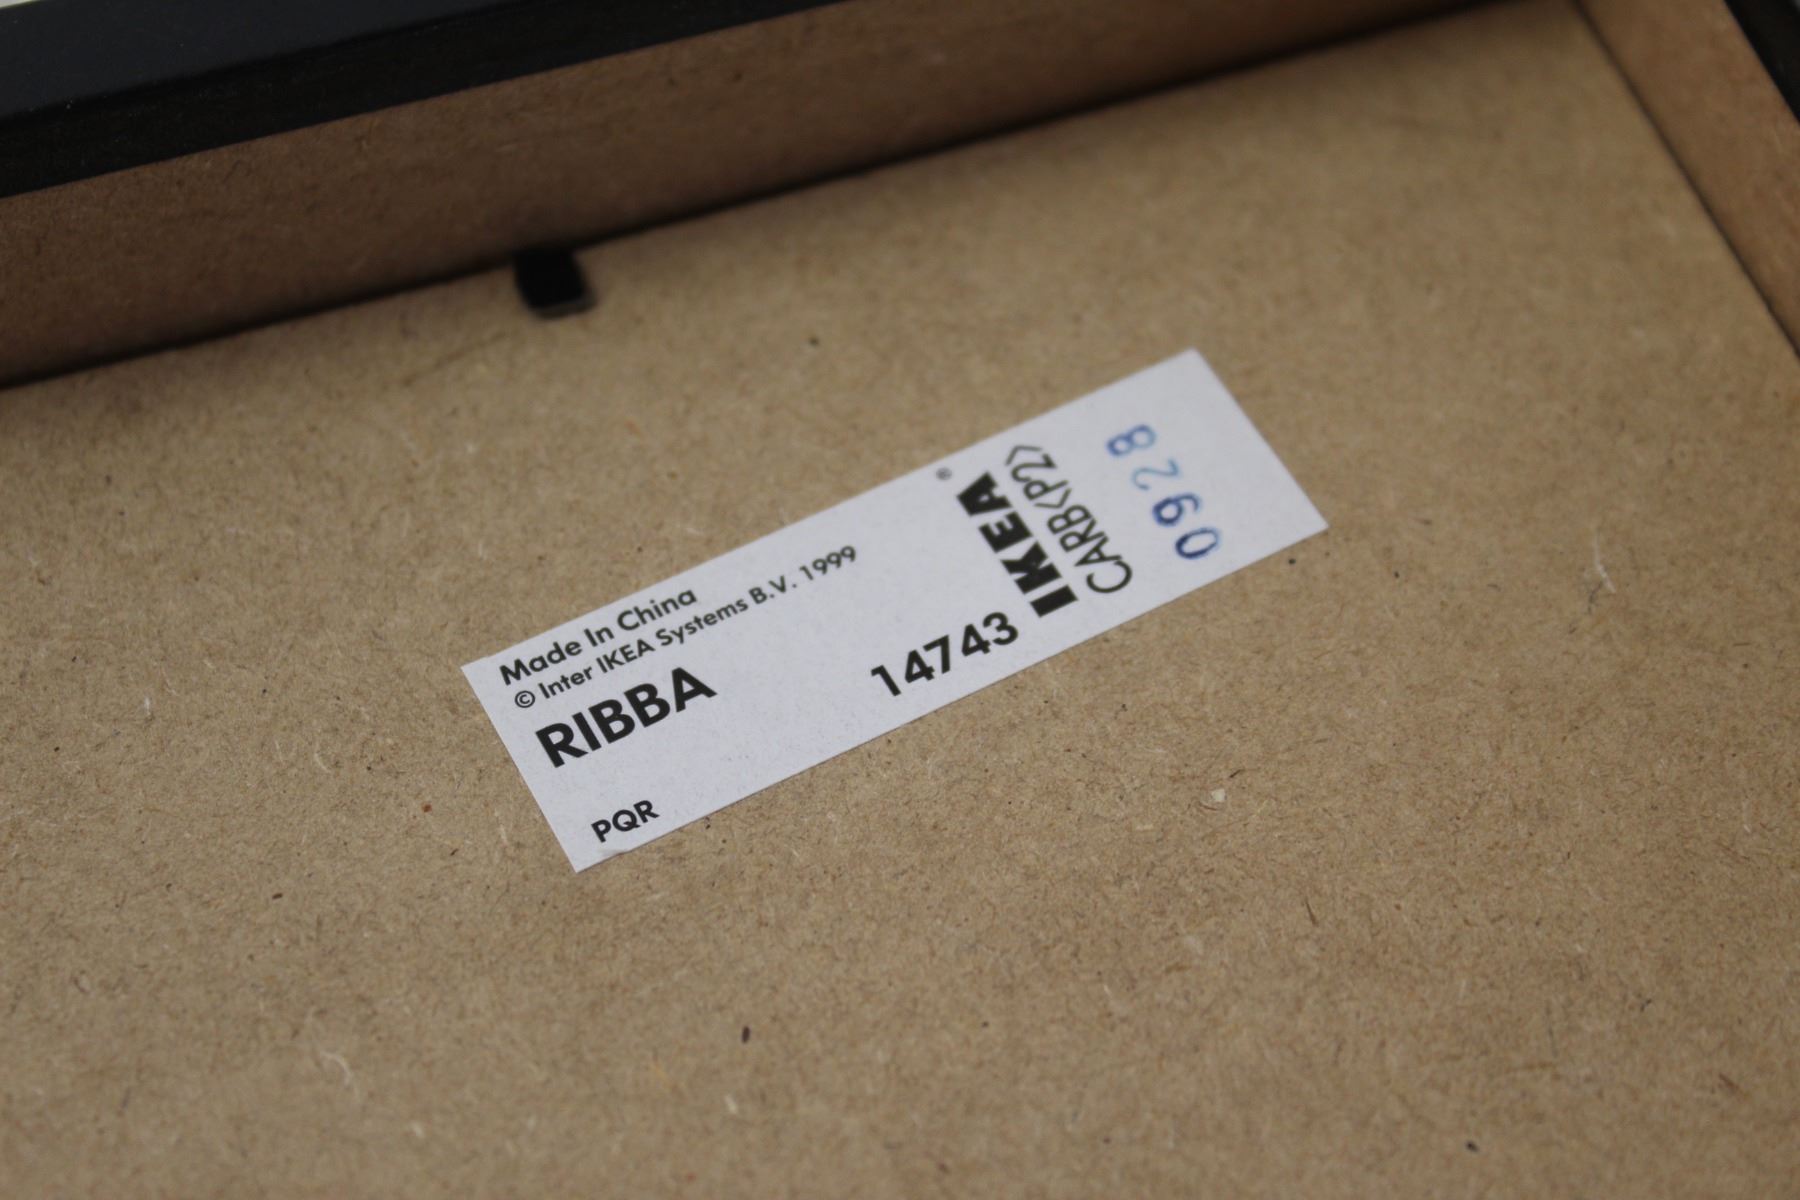 Made In China
© Inter IKEA Systems B.V. 1999
RIBBA
14743
PQR
IKEA®
CARB<P2>
0928